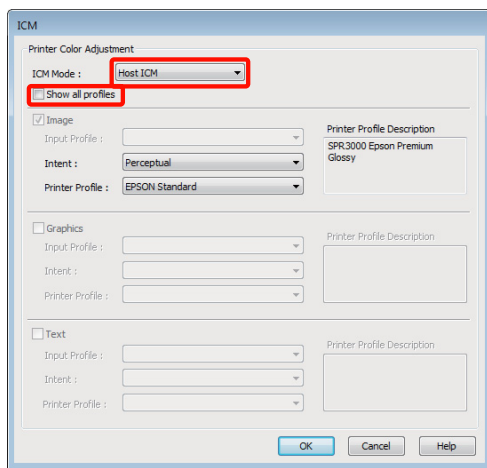 ICM
Printer Color Adjustment
ICM Mode : Host ICM
Show all profiles
Image
Input Profile :
Printer Profile Description
SPR3000 Epson Premium
Glossy
Intent : Perceptual
Printer Profile : EPSON Standard
Graphics
Input Profile :
Printer Profile Description
Intent :
Printer Profile :
Text
Input Profile :
Printer Profile Description
Intent :
Printer Profile :
OK Cancel Help